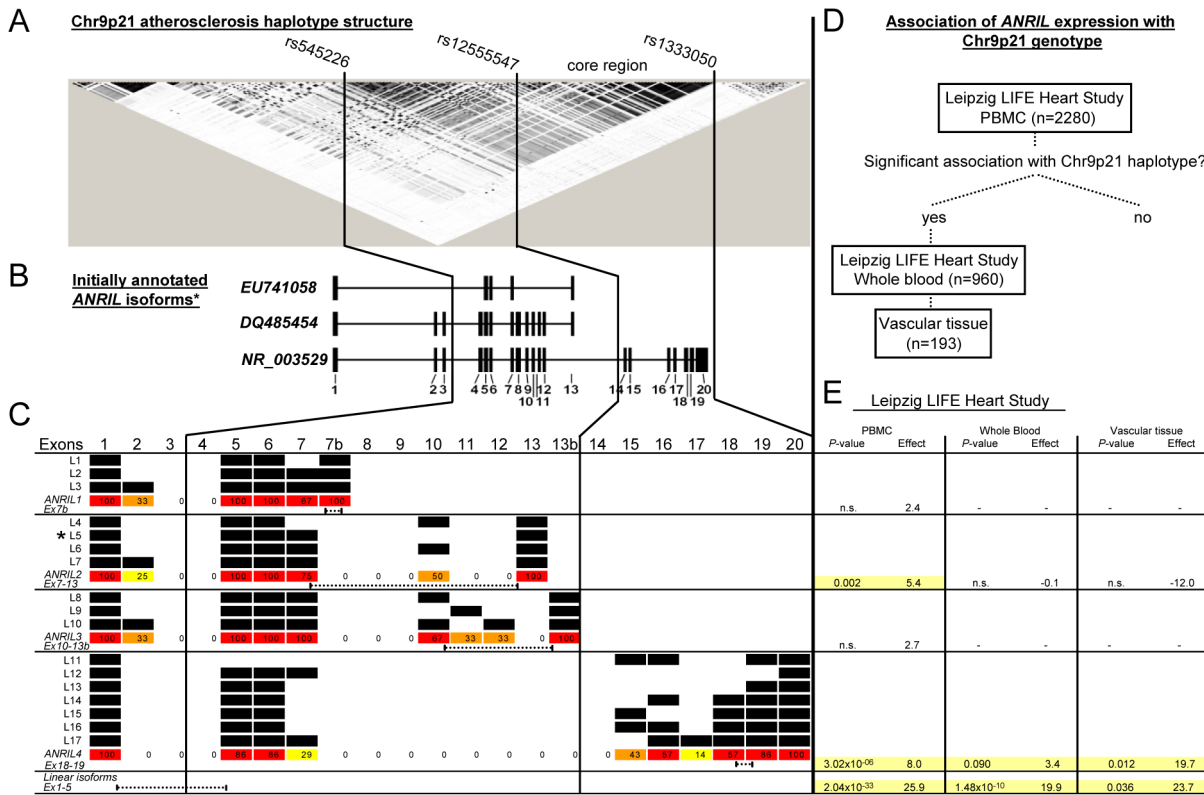 A
Chr9p21 atherosclerosis haplotype structure
rs545226
rs12555547
rs1333050
core region
B
Initially annotated
ANRIL isoforms*
EU741058
DQ485454
NR_003529
1 2 3 4 5 6 7 8 9 10 11 12 13 14 15 16 17 18 19 20
C
Exons 1 2 3 4 5 6 7 7b 8 9 10 11 12 13 13b 14 15 16 17 18 19 20
L1
L2
L3
ANRIL1 100 33 0 0 100 100 67 100
Ex7b
L4
* L5
L6
L7
ANRIL2 100 25 0 0 100 100 75 0 0 0 50 0 0 100
Ex7-13
L8
L9
L10
ANRIL3 100 33 0 0 100 100 100 0 0 0 67 33 33 0 100
Ex10-13b
L11
L12
L13
L14
L15
L16
L17
ANRIL4 100 0 0 0 86 86 29 0 0 0 0 0 0 0 0 0 43 57 14 57 86 100
Ex18-19
Linear isoforms
Ex1-5
D
Association of ANRIL expression with
Chr9p21 genotype
Leipzig LIFE Heart Study
PBMC (n=2280)
Significant association with Chr9p21 haplotype?
yes no
Leipzig LIFE Heart Study
Whole blood (n=960)
Vascular tissue
(n=193)
E
Leipzig LIFE Heart Study
PBMC Whole Blood Vascular tissue
P-value Effect P-value Effect P-value Effect
n.s. 2.4 - - - -
0.002 5.4 n.s. -0.1 n.s. -12.0
n.s. 2.7 - - - -
3.02x10-06 8.0 0.090 3.4 0.012 19.7
2.04x10-33 25.9 1.48x10-10 19.9 0.036 23.7